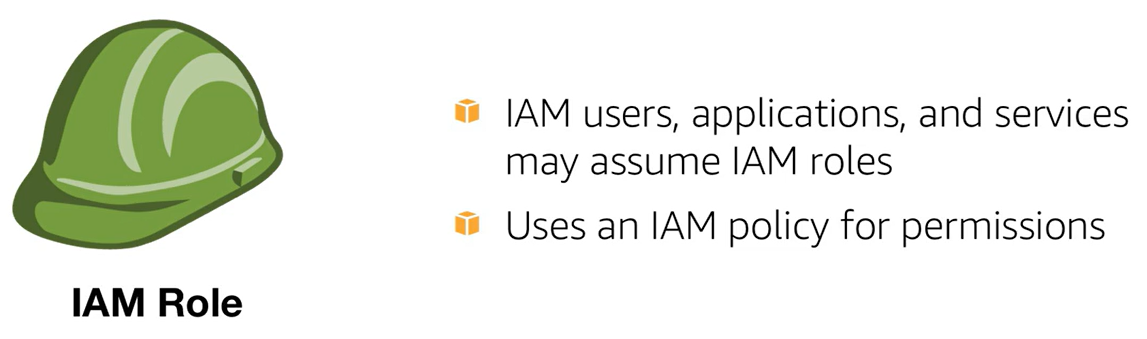 IAM users, applications, and services
may assume IAM roles
Uses an IAM policy for permissions
IAM Role